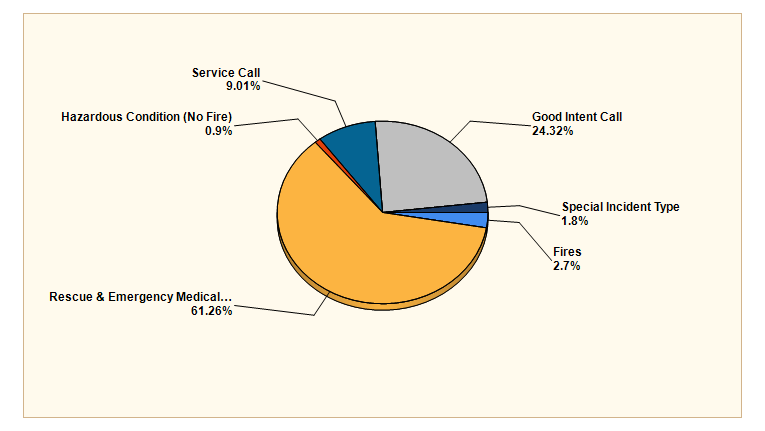 Service Call
9.01%
Hazardous Condition (No Fire)
0.9%
Good Intent Call
24.32%
Special Incident Type
1.8%
Fires
2.7%
Rescue & Emergency Medical...
61.26%